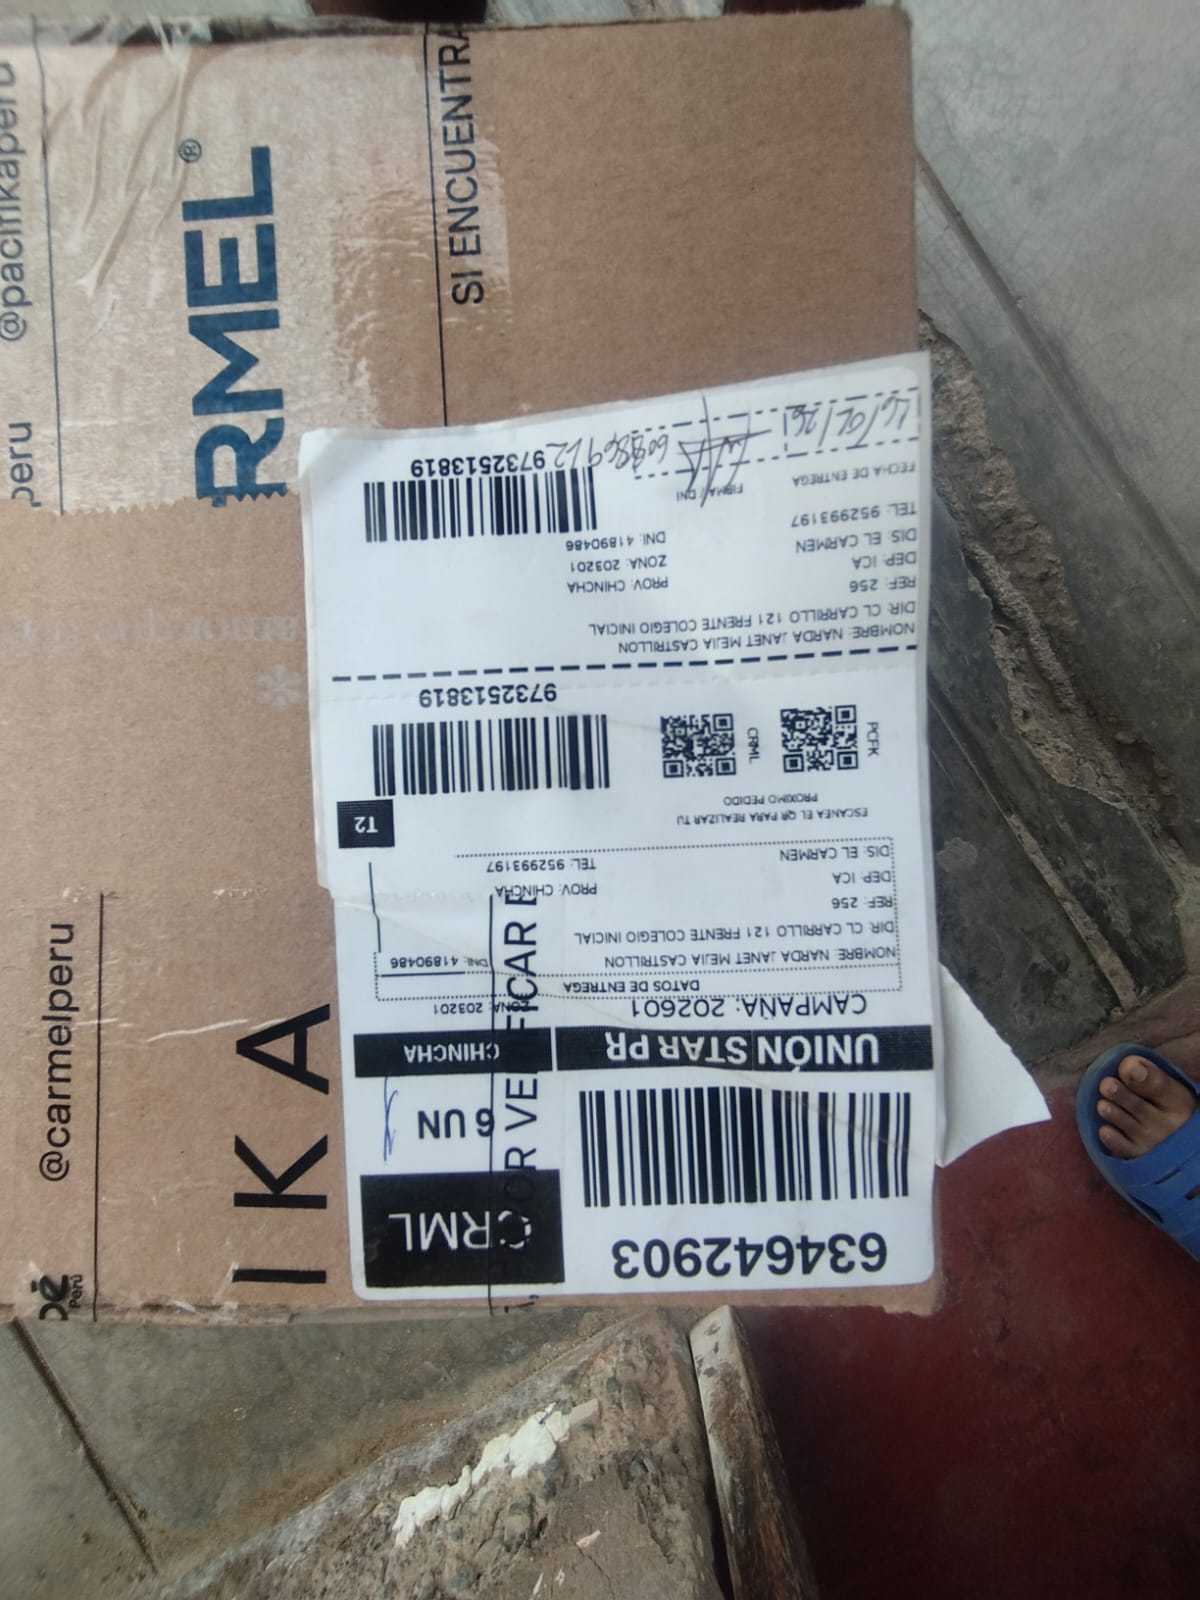 634642903
CRML
6 UN
UNIÓN STAR PR
CHINCHA
CAMPAÑA: 202601
ZONA: 203201
DATOS DE ENTREGA
NOMBRE: NARDA JANET MEJIA CASTRILLON
DNI: 41890486
DIR: CL CARRILLO 121 FRENTE COLEGIO INICIAL
REF: 256
DEP: ICA
PROV: CHINCHA
DIS: EL CARMEN
TEL: 952993197
T2
ESCANEA EL QR PARA REALIZAR TU
PROXIMO PEDIDO
PCFK
CRML
9732513819
NOMBRE: NARDA JANET MEJIA CASTRILLON
DIR: CL CARRILLO 121 FRENTE COLEGIO INICIAL
REF: 256
PROV: CHINCHA
DEP: ICA
ZONA: 203201
DIS: EL CARMEN
DNI: 41890486
TEL: 952993197
FECHA DE ENTREGA
FIRMA / DNI
9732513819
@pacifikaperu
peru
RMEL®
SI ENCUENTRA
@carmelperu
IKA
Perú
OR VERIFICAR E